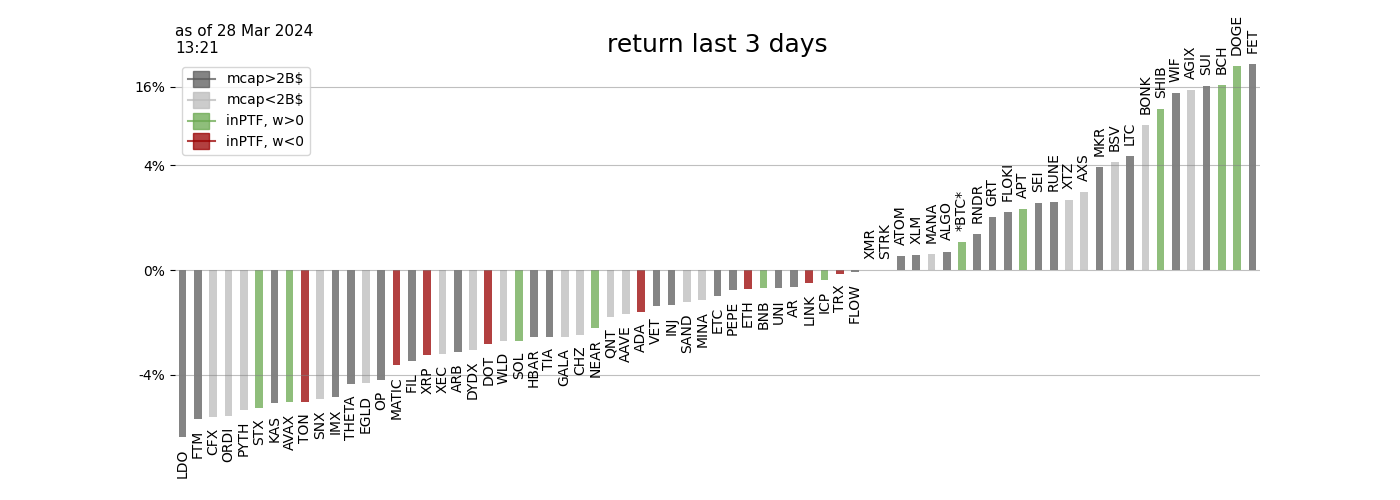 as of 28 Mar 2024
13:21
return last 3 days
mcap>2B$
mcap<2B$
inPTF, w>0
inPTF, w<0
16%
4%
0%
-4%
LDO
FTM
CFX
ORDI
PYTH
STX
KAS
AVAX
TON
SNX
IMX
THETA
EGLD
OP
MATIC
FIL
XRP
XEC
ARB
DYDX
DOT
WLD
SOL
HBAR
TIA
GALA
CHZ
NEAR
QNT
AAVE
ADA
VET
INJ
SAND
MINA
ETC
PEPE
ETH
BNB
UNI
AR
LINK
ICP
TRX
FLOW
XMR
STRK
ATOM
XLM
MANA
ALGO
*BTC*
RNDR
GRT
FLOKI
APT
SEI
RUNE
XTZ
AXS
MKR
BSV
LTC
BONK
SHIB
WIF
AGIX
SUI
BCH
DOGE
FET